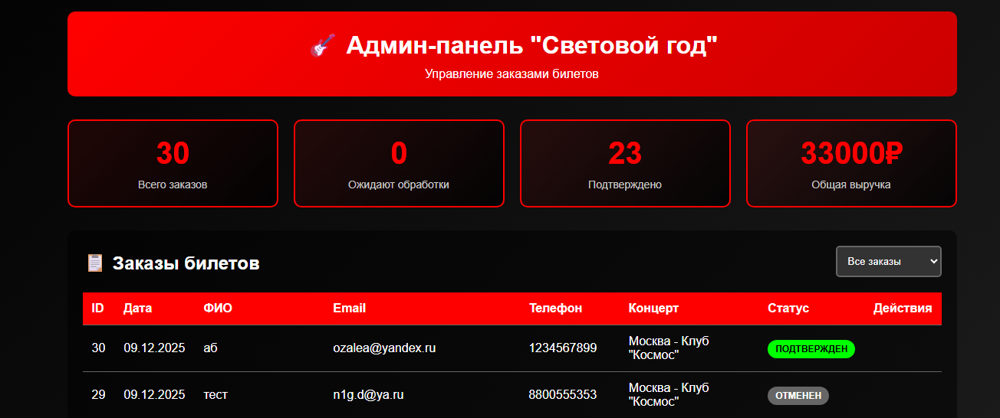 Админ-панель "Световой год"
Управление заказами билетов
30
Всего заказов
0
Ожидают обработки
23
Подтверждено
33000₽
Общая выручка
Заказы билетов
Все заказы
ID Дата ФИО Email Телефон Концерт Статус Действия
30 09.12.2025 аб ozalea@yandex.ru 1234567899 Москва - Клуб "Космос" ПОДТВЕРЖДЕН
29 09.12.2025 тест n1g.d@ya.ru 8800555353 Москва - Клуб "Космос" ОТМЕНЕН